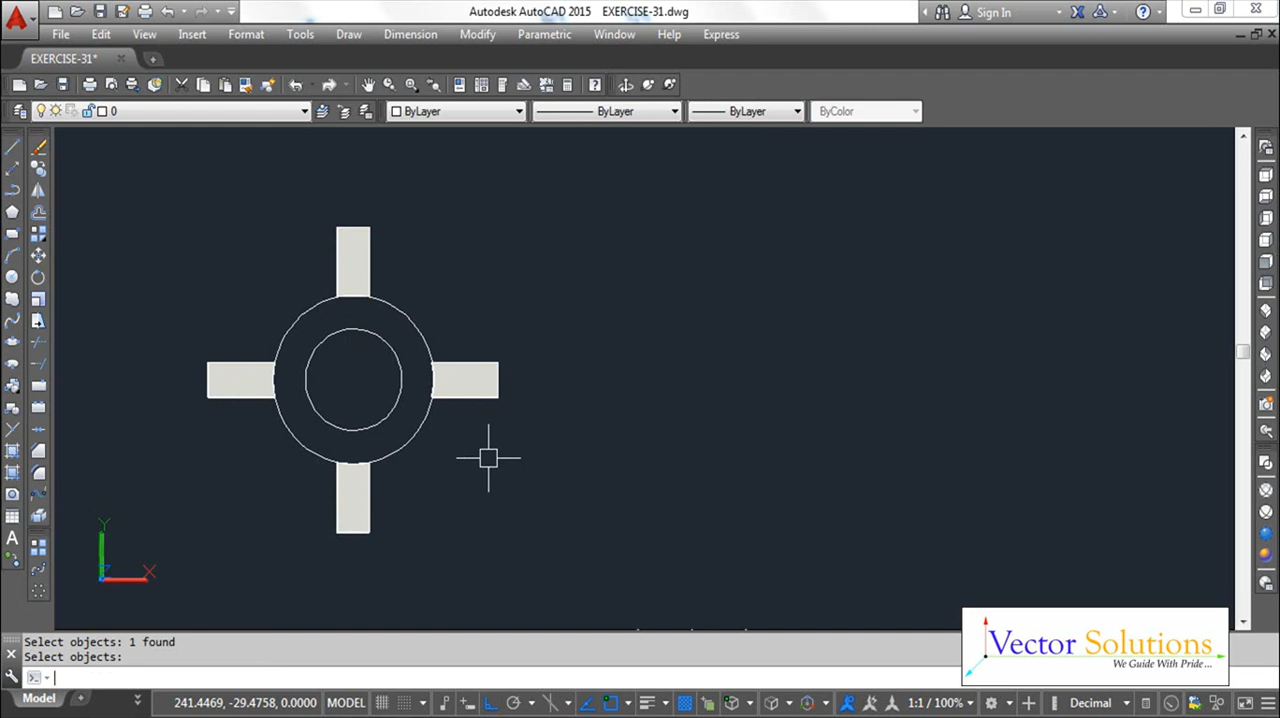 Autodesk AutoCAD 2015 EXERCISE-31.dwg
Sign In
File Edit View Insert Format Tools Draw Dimension Modify Parametric Window Help Express
EXERCISE-31*
0
ByLayer
ByLayer
ByLayer
ByColor
Y
X
Select objects: 1 found
Select objects:
Vector Solutions
We Guide With Pride ...
Model
241.4469, -29.4758, 0.0000 MODEL
1:1 / 100%
Decimal
A